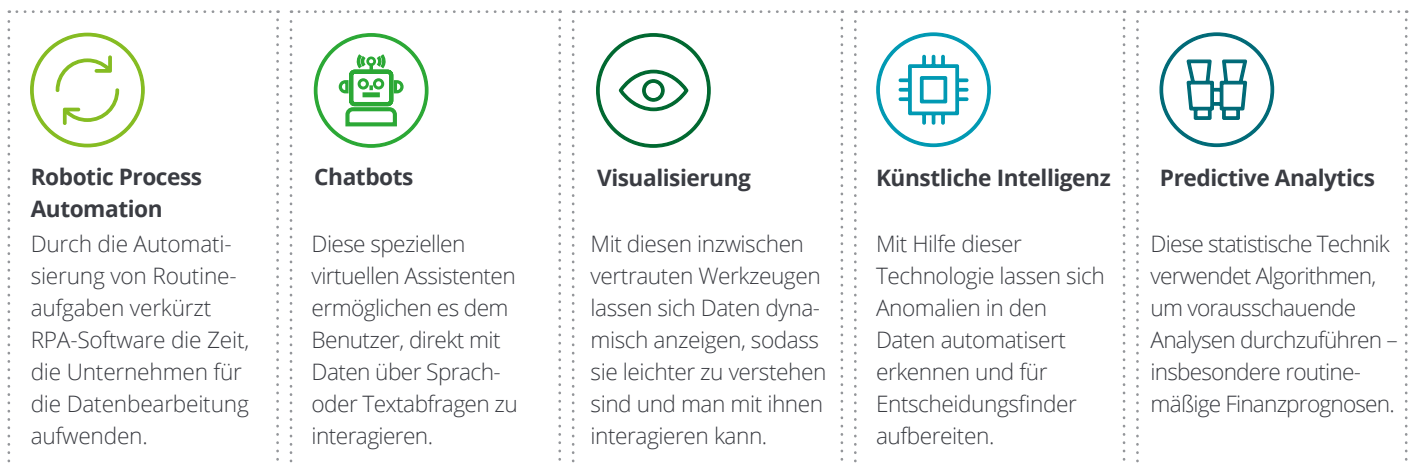 Robotic Process
Automation
Durch die Automati-
sierung von Routine-
aufgaben verkürzt
RPA-Software die Zeit,
die Unternehmen für
die Datenbearbeitung
aufwenden.
Chatbots
Diese speziellen
virtuellen Assistenten
ermöglichen es dem
Benutzer, direkt mit
Daten über Sprach-
oder Textabfragen zu
interagieren.
Visualisierung
Mit diesen inzwischen
vertrauten Werkzeugen
lassen sich Daten dyna-
misch anzeigen, sodass
sie leichter zu verstehen
sind und man mit ihnen
interagieren kann.
Künstliche Intelligenz
Mit Hilfe dieser
Technologie lassen sich
Anomalien in den
Daten automatisert
erkennen und für
Entscheidungsfinder
aufbereiten.
Predictive Analytics
Diese statistische Technik
verwendet Algorithmen,
um vorausschauende
Analysen durchzuführen –
insbesondere routine-
mäßige Finanzprognosen.